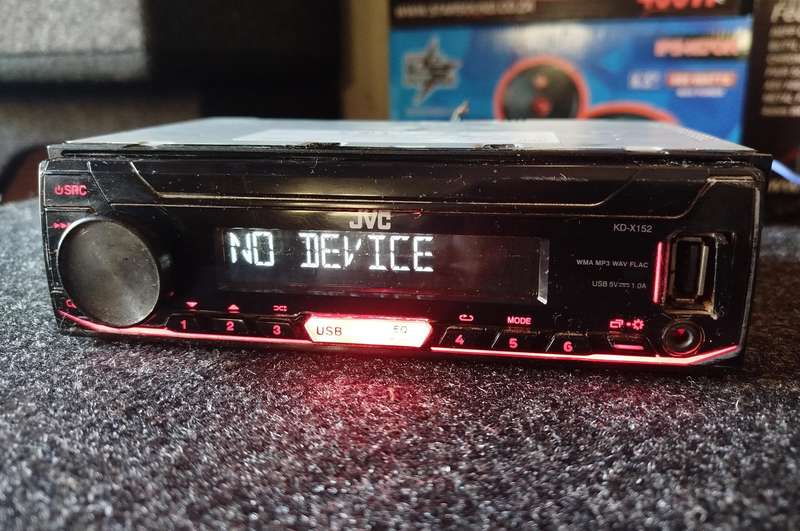 ⏻SRC
JVC
KD-X152
NO DEVICE
WMA MP3 WAV FLAC
USB 5V⎓1.0A
1 2 3
USB
EQ
MODE
4 5 6